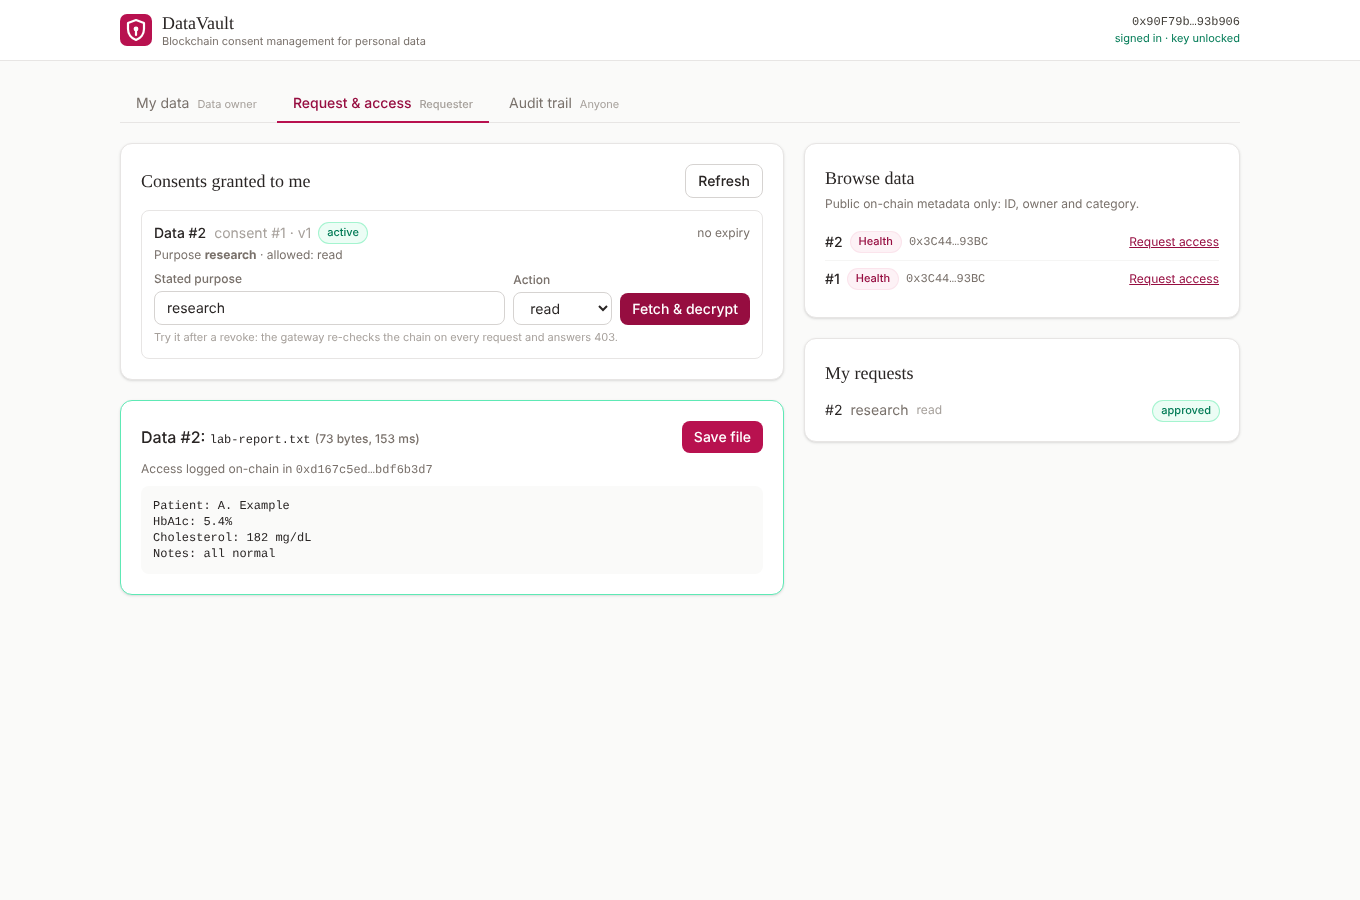 DataVault
Blockchain consent management for personal data
0x90F79b…93b906
signed in · key unlocked
My data Data owner
Request & access Requester
Audit trail Anyone
Consents granted to me
Refresh
Data #2 consent #1 · v1 active
no expiry
Purpose research · allowed: read
Stated purpose
Action
research
read
Fetch & decrypt
Try it after a revoke: the gateway re-checks the chain on every request and answers 403.
Data #2: lab-report.txt (73 bytes, 153 ms)
Save file
Access logged on-chain in 0xd167c5ed…bdf6b3d7
Patient: A. Example
HbA1c: 5.4%
Cholesterol: 182 mg/dL
Notes: all normal
Browse data
Public on-chain metadata only: ID, owner and category.
#2 Health 0x3C44…93BC Request access
#1 Health 0x3C44…93BC Request access
My requests
#2 research read approved